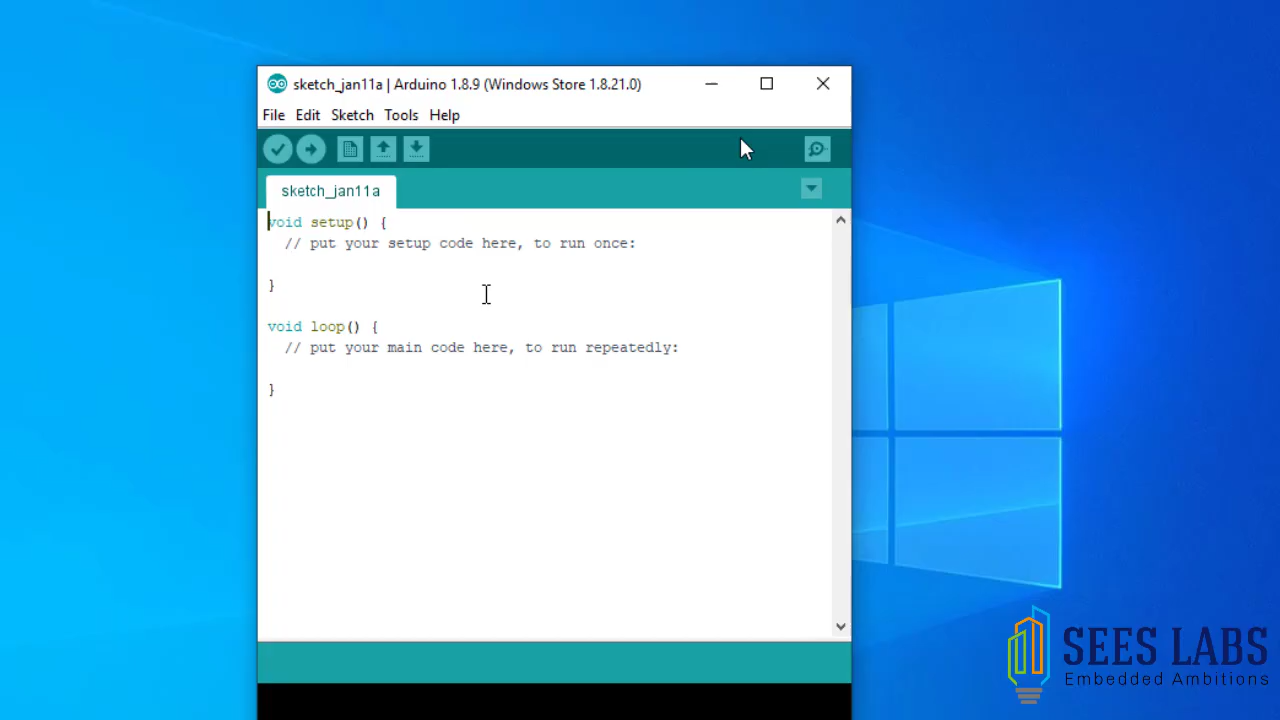 sketch_jan11a | Arduino 1.8.9 (Windows Store 1.8.21.0)
File Edit Sketch Tools Help
sketch_jan11a
void setup() {
  // put your setup code here, to run once:
}
void loop() {
  // put your main code here, to run repeatedly:
}
SEES LABS
Embedded Ambitions